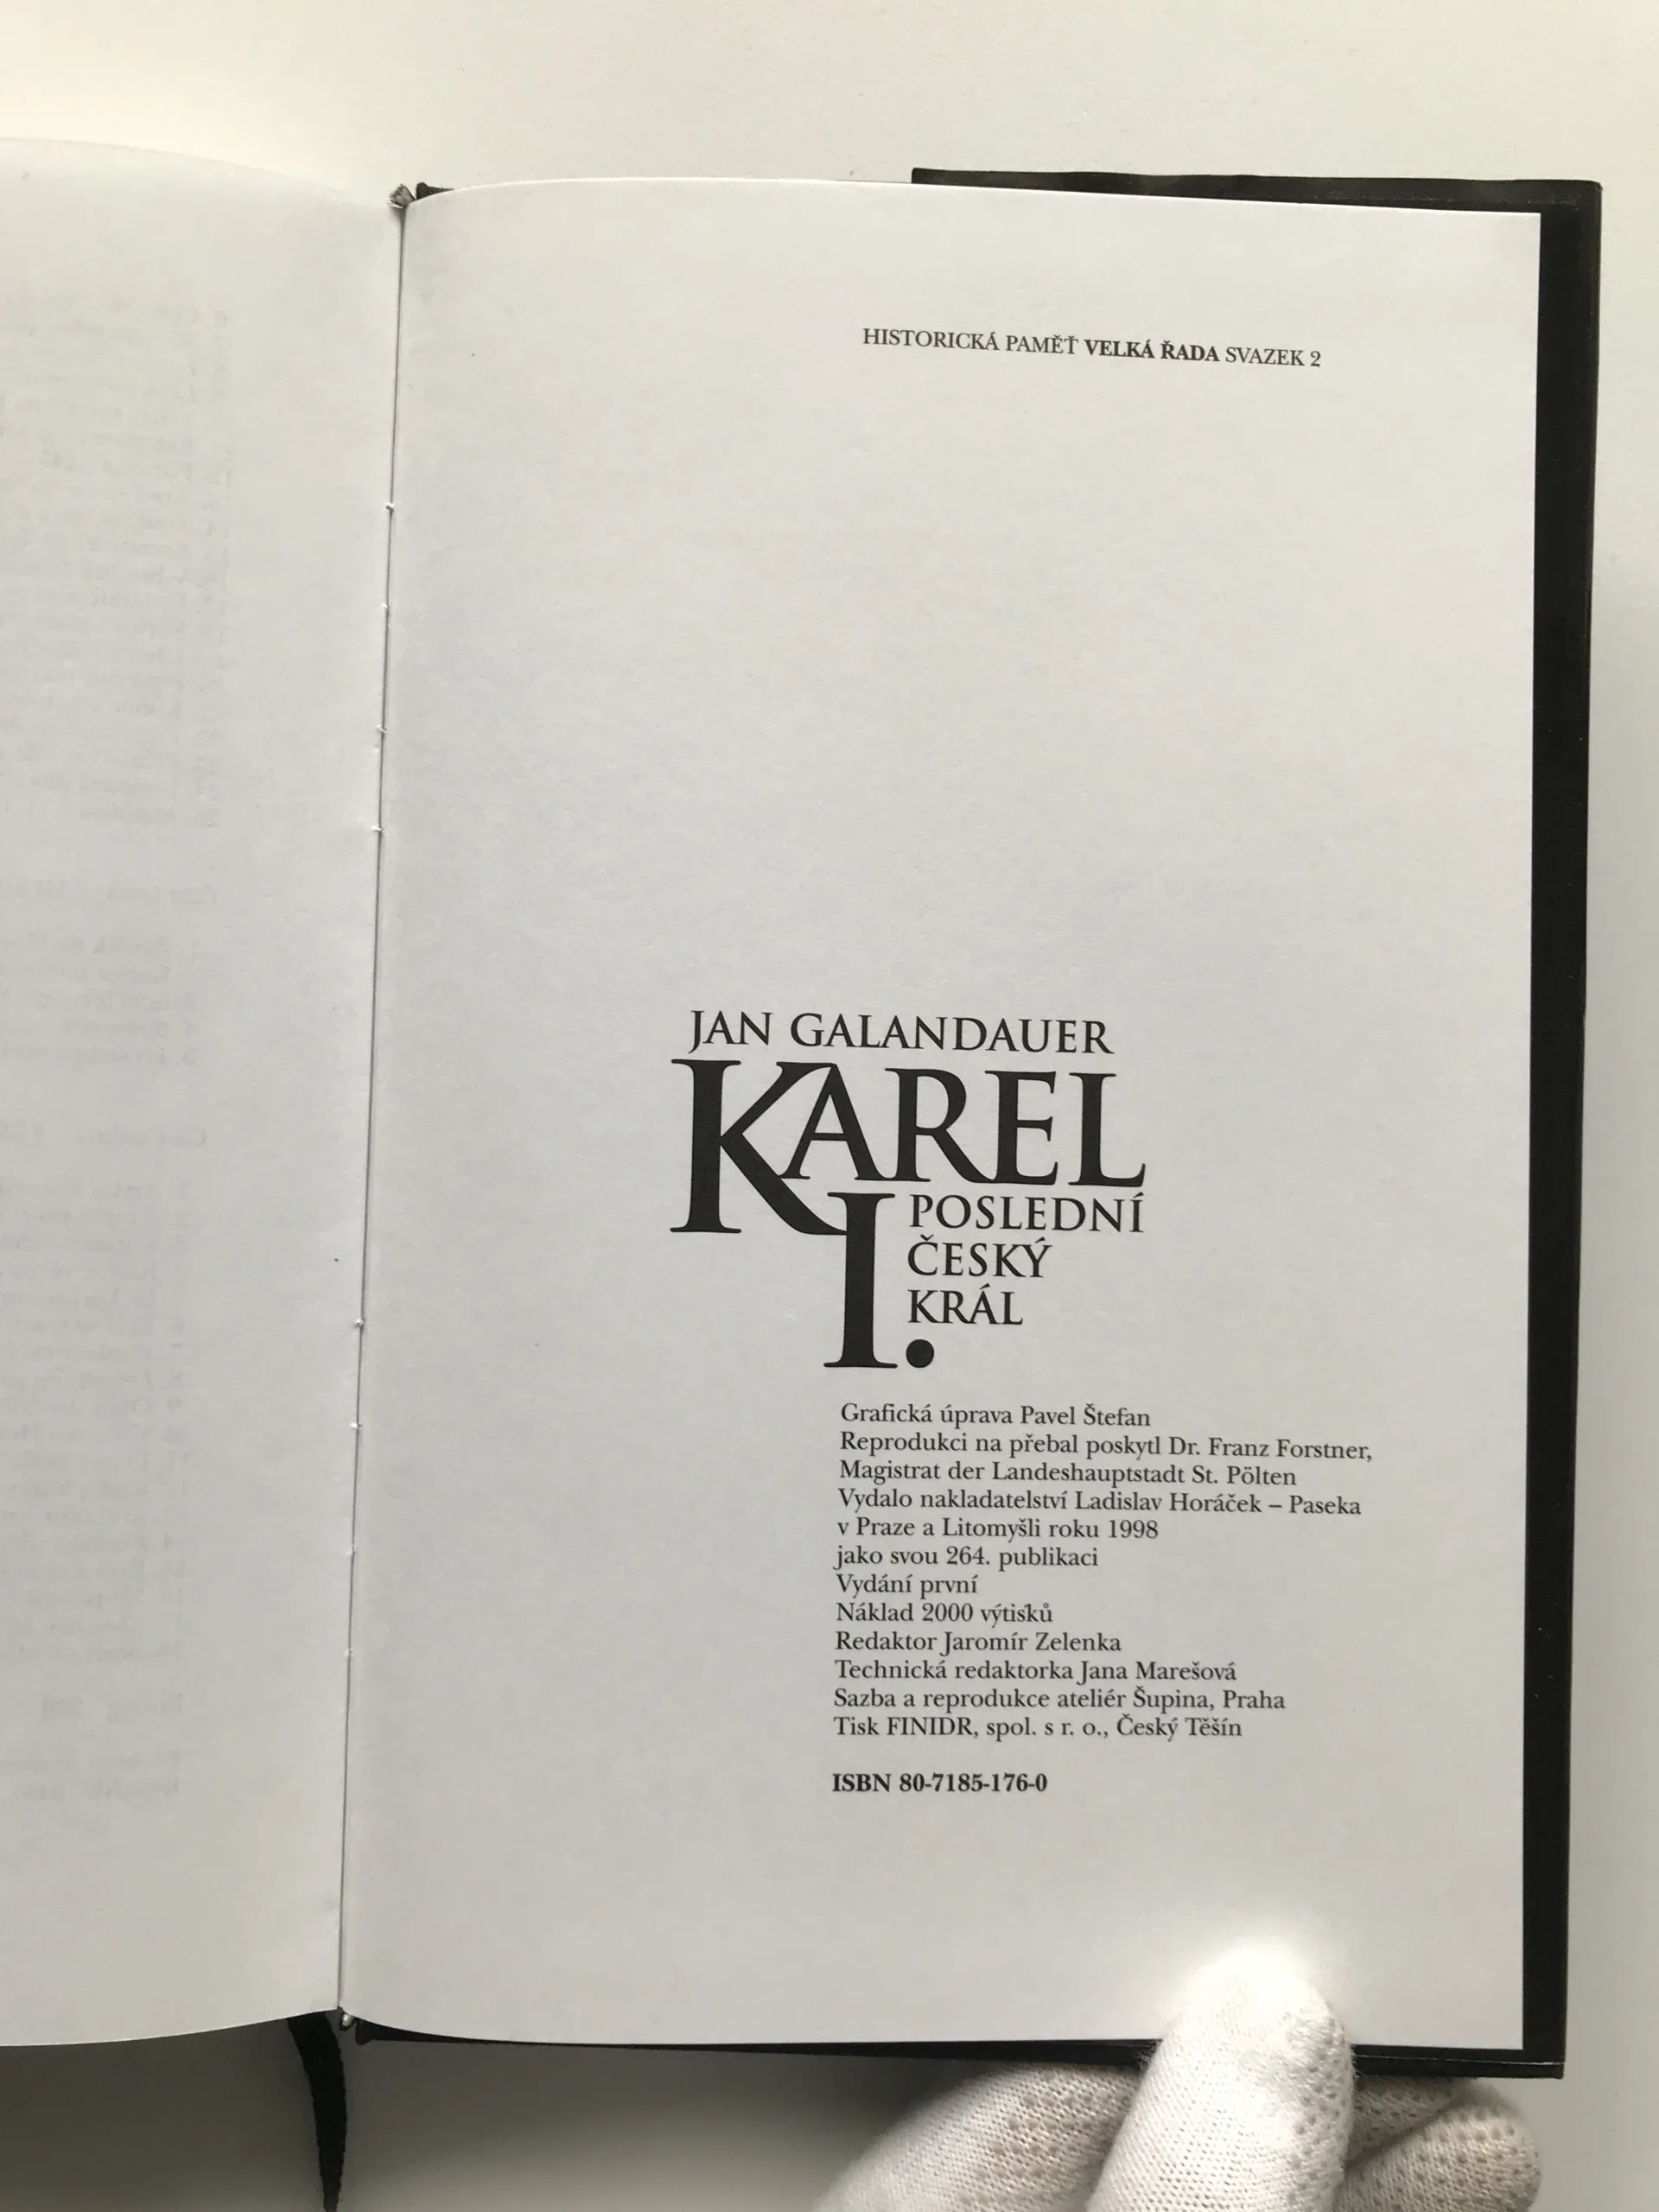 HISTORICKÁ PAMĚŤ VELKÁ ŘADA SVAZEK 2
JAN GALANDAUER
KAREL
I.
POSLEDNÍ
ČESKÝ
KRÁL
Grafická úprava Pavel Štefan
Reprodukci na přebal poskytl Dr. Franz Forstner,
Magistrat der Landeshauptstadt St. Pölten
Vydalo nakladatelství Ladislav Horáček – Paseka
v Praze a Litomyšli roku 1998
jako svou 264. publikaci
Vydání první
Náklad 2000 výtisků
Redaktor Jaromír Zelenka
Technická redaktorka Jana Marešová
Sazba a reprodukce ateliér Šupina, Praha
Tisk FINIDR, spol. s r. o., Český Těšín
ISBN 80-7185-176-0